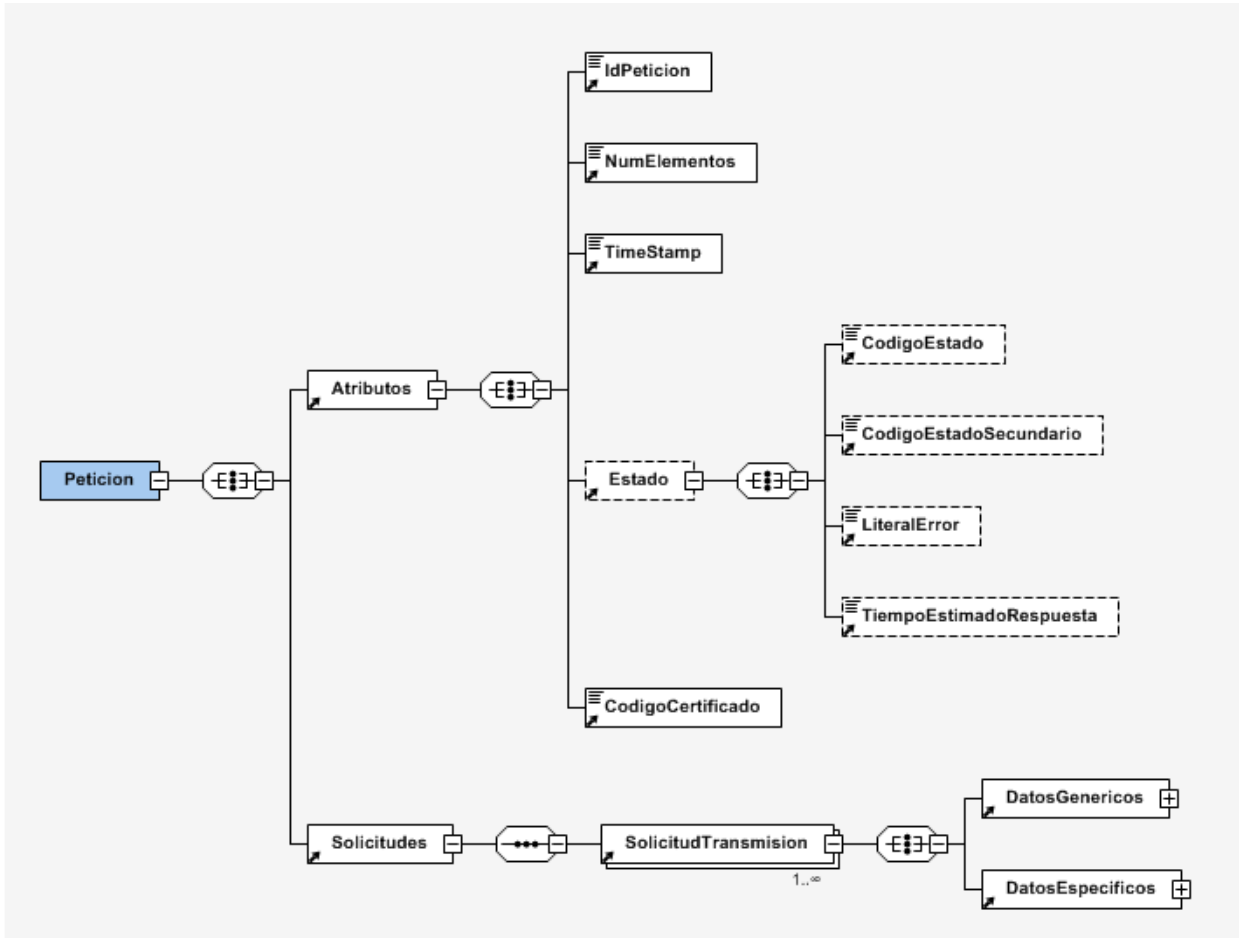 IdPeticion
NumElementos
TimeStamp
CodigoEstado
Atributos
CodigoEstadoSecundario
Peticion
Estado
LiteralError
TiempoEstimadoRespuesta
CodigoCertificado
DatosGenericos
Solicitudes
SolicitudTransmision
1..∞
DatosEspecificos